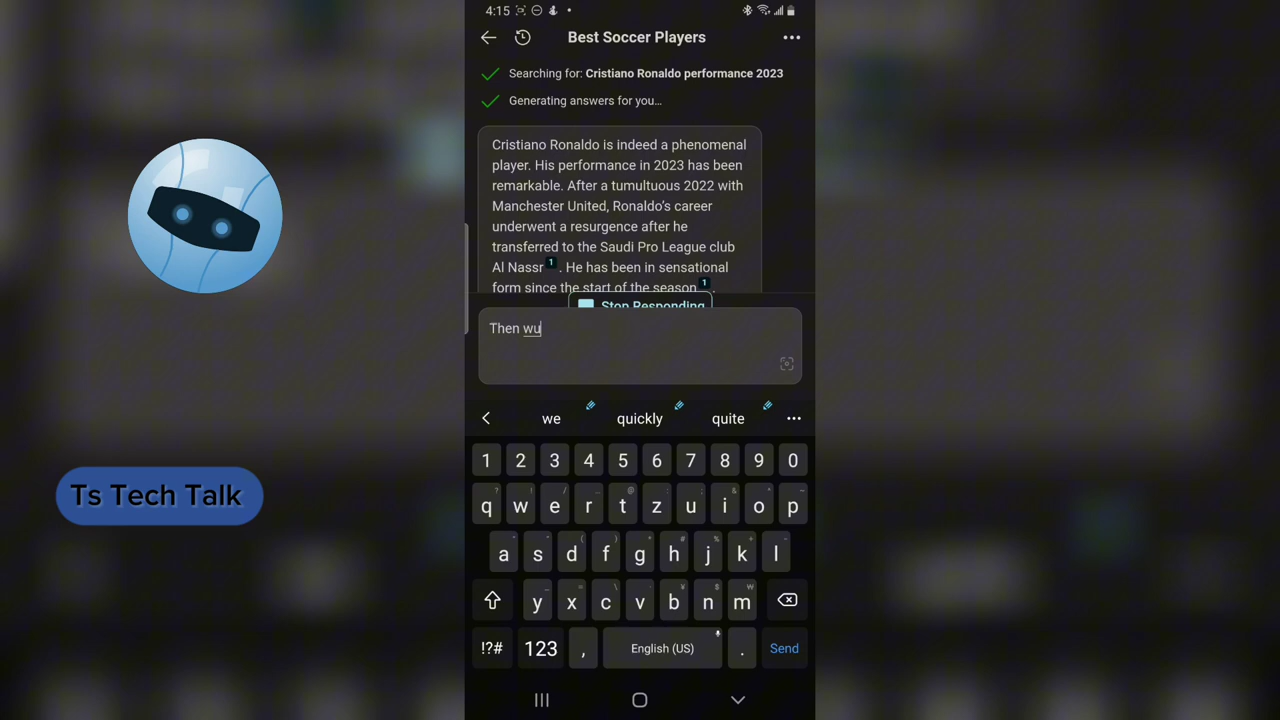 4:15
Best Soccer Players
Searching for: Cristiano Ronaldo performance 2023
Generating answers for you...
Cristiano Ronaldo is indeed a phenomenal
player. His performance in 2023 has been
remarkable. After a tumultuous 2022 with
Manchester United, Ronaldo's career
underwent a resurgence after he
transferred to the Saudi Pro League club
Al Nassr 1 . He has been in sensational
form since the start of the season 1 .
Stop Responding
Then wu
we quickly quite
1 2 3 4 5 6 7 8 9 0
q w e r t z u i o p
a s d f g h j k l
y x c v b n m
!?# 123 , English (US) . Send
Ts Tech Talk